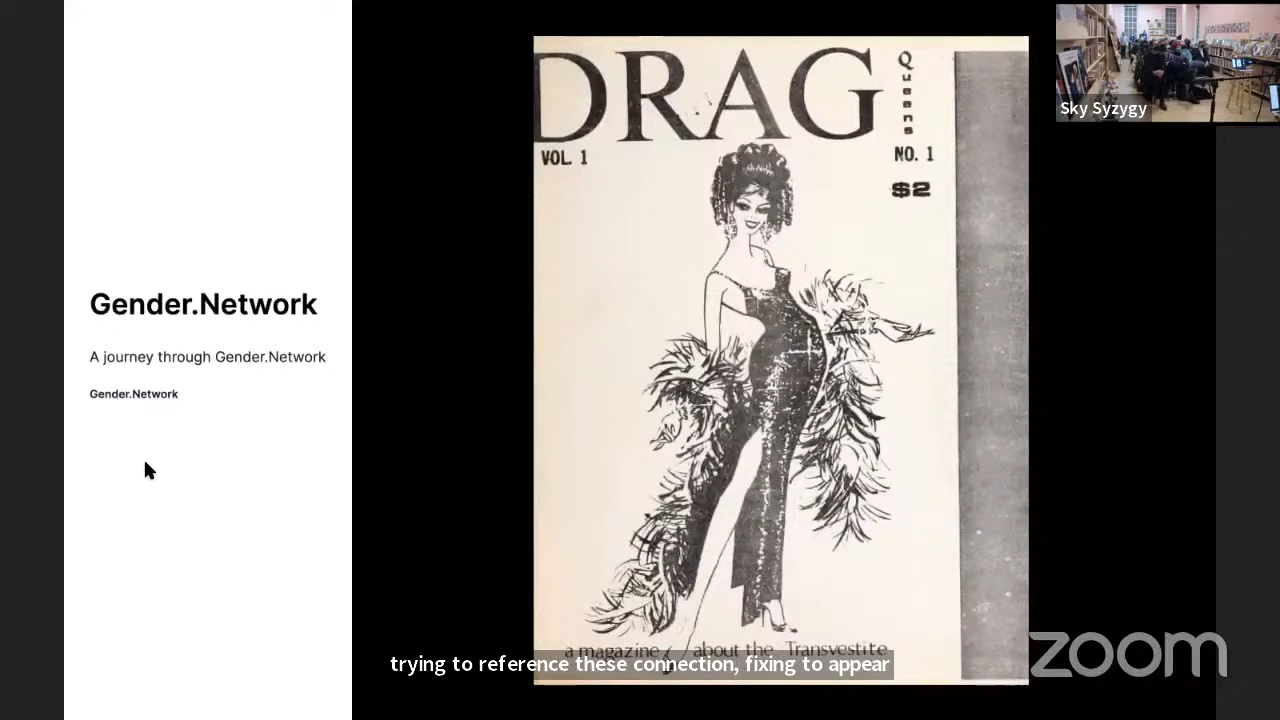 Gender.Network
A journey through Gender.Network
Gender.Network
DRAG
Queens
VOL. 1
NO. 1
$2
a magazine about the Transvestite
trying to reference these connection, fixing to appear
Sky Syzygy
zoom